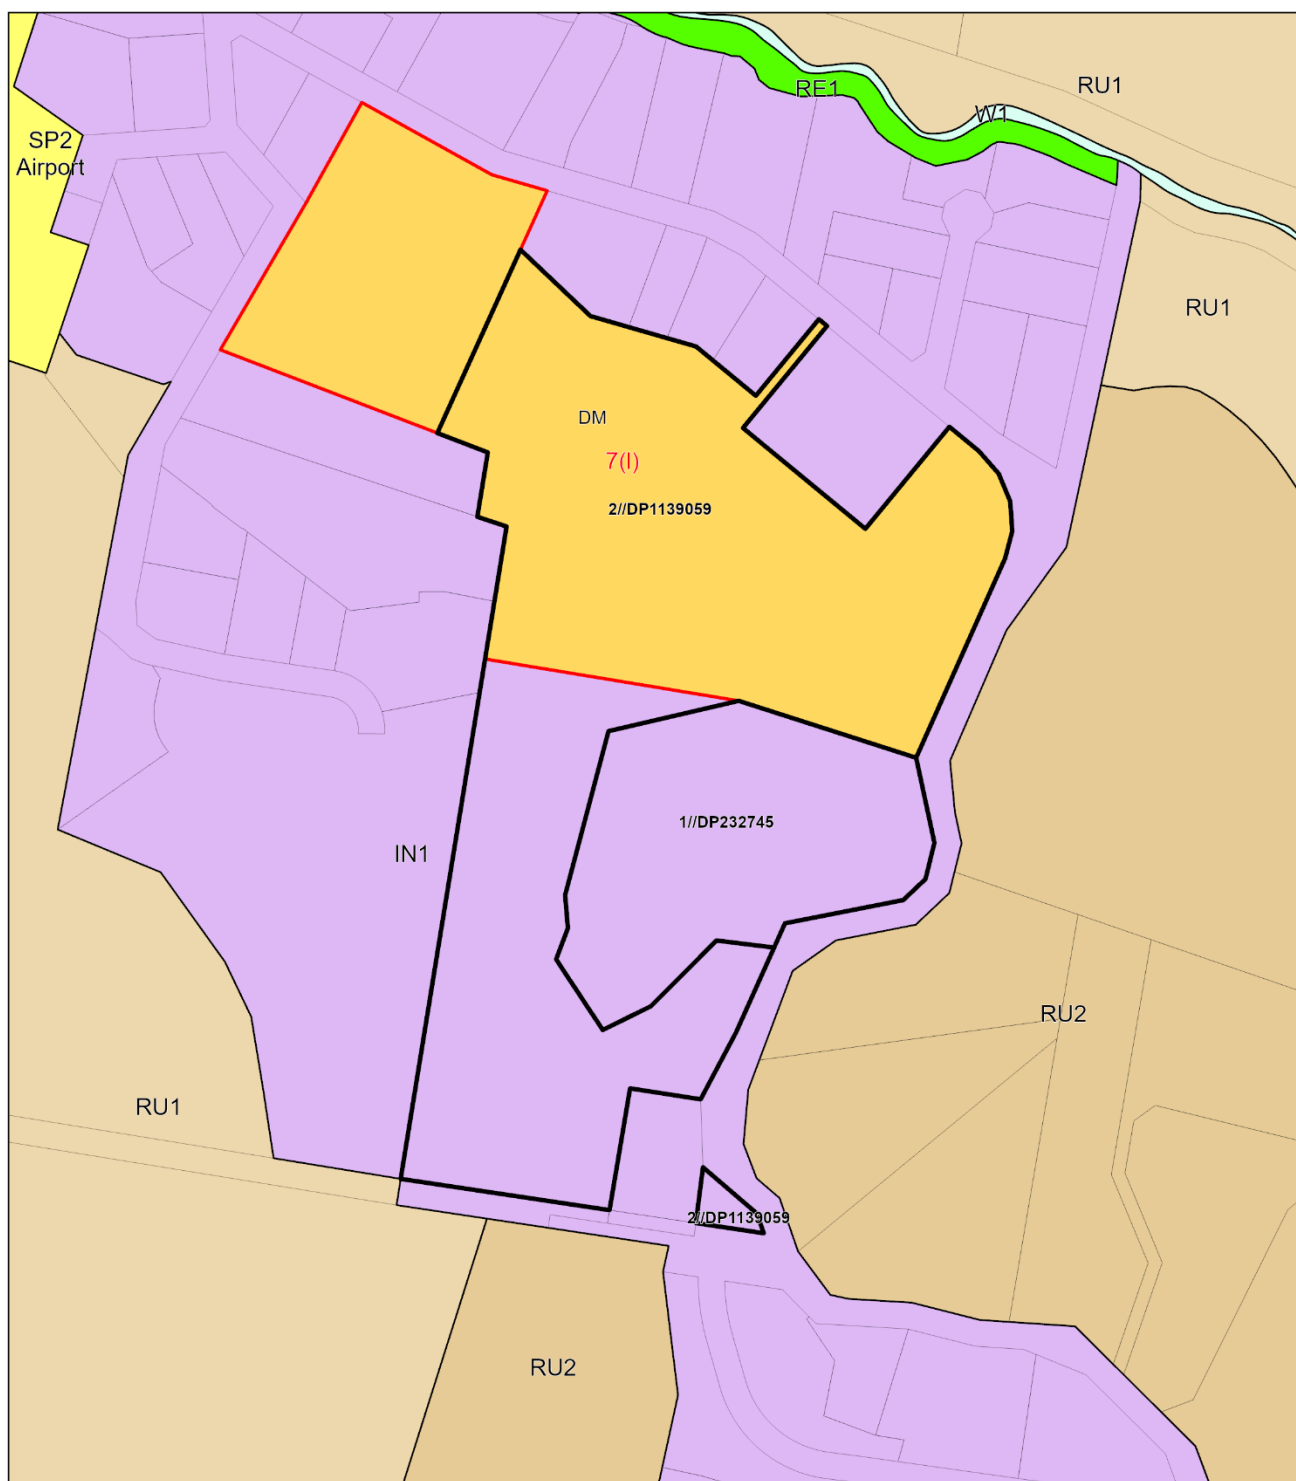 RE1
RU1
W1
SP2
Airport
RU1
DM
7(I)
2//DP1139059
1//DP232745
IN1
RU2
RU1
2//DP1139059
RU2